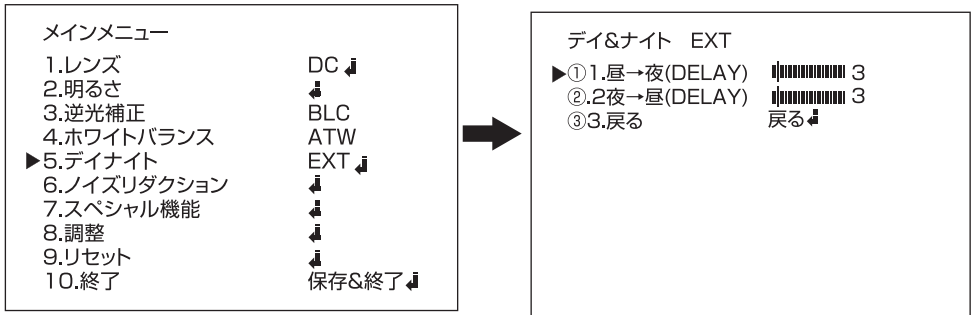 メインメニュー
1.レンズ DC
2.明るさ
3.逆光補正 BLC
4.ホワイトバランス ATW
▶5.デイナイト EXT
6.ノイズリダクション
7.スペシャル機能
8.調整
9.リセット
10.終了 保存&終了
デイ&ナイト EXT
▶①1.昼→夜(DELAY) 3
②.2夜→昼(DELAY) 3
③3.戻る 戻る